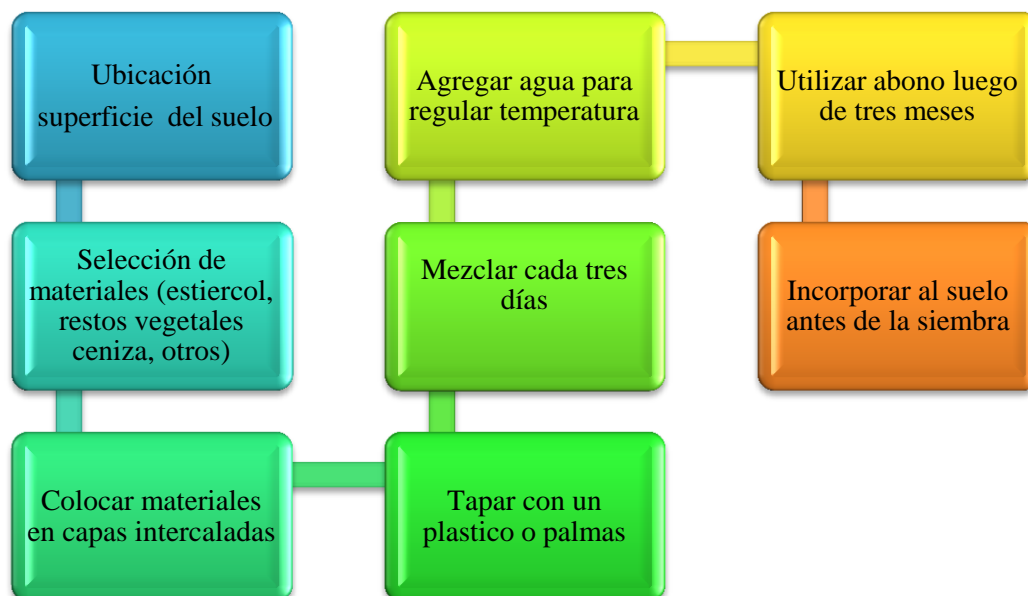 Ubicación
superficie del suelo
Selección de
materiales (estiercol,
restos vegetales
ceniza, otros)
Colocar materiales
en capas intercaladas
Tapar con un
plastico o palmas
Mezclar cada tres
días
Agregar agua para
regular temperatura
Utilizar abono luego
de tres meses
Incorporar al suelo
antes de la siembra